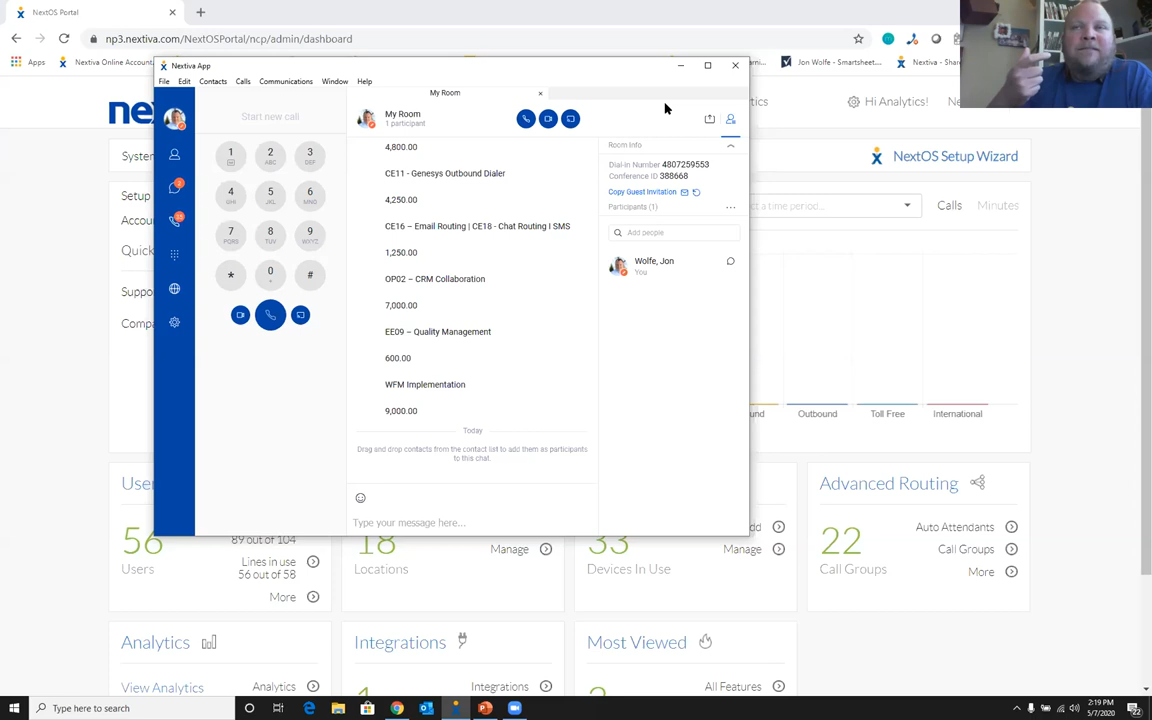 NextOS Portal
np3.nextiva.com/NextOSPortal/ncp/admin/dashboard
Apps
Nextiva Online Account...
Jon Wolfe - Smartsheet...
Nextiva - Share
Nextiva App
File Edit Contacts Calls Communications Window Help
My Room
Start new call
My Room
1 participant
1
2 ABC
3 DEF
4 GHI
5 JKL
6 MNO
7 PQRS
8 TUV
9 WXYZ
*
0
#
4,800.00
CE11 - Genesys Outbound Dialer
4,250.00
CE16 – Email Routing | CE18 - Chat Routing I SMS
1,250.00
OP02 – CRM Collaboration
7,000.00
EE09 – Quality Management
600.00
WFM Implementation
9,000.00
Today
Drag and drop contacts from the contact list to add them as participants
to this chat.
Type your message here...
Room Info
Dial-in Number 4807259553
Conference ID 388668
Copy Guest Invitation
Participants (1)
Add people
Wolfe, Jon
You
Hi Analytics!
NextOS Setup Wizard
a time period...
Calls Minutes
Outbound Toll Free International
Users
56
Users
89 out of 104
Lines in use
56 out of 58
More
18
Locations
Manage
33
Devices In Use
Manage
Advanced Routing
22
Call Groups
Auto Attendants
Call Groups
More
Analytics
View Analytics
Analytics
Integrations
Integrations
Most Viewed
All Features
Type here to search
2:19 PM
5/7/2020
22